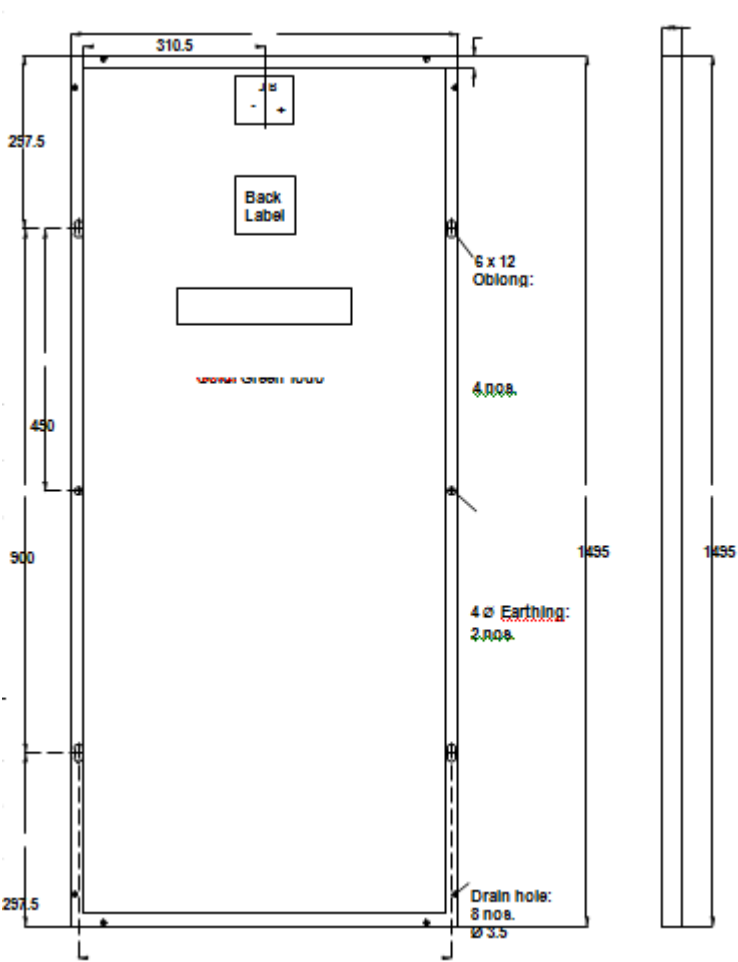 310.5
- +
257.5
Back
Label
6 x 12
Oblong:
4 nos.
450
900
1495
1495
4 ø Earthing:
2 nos.
297.5
Drain hole:
8 nos.
Ø 3.5